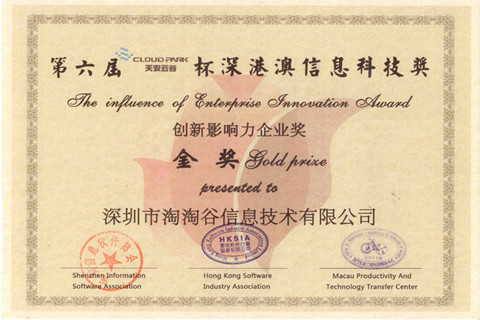 第六届 CLOUD PARK 天安云谷 杯深港澳信息科技奖
The influence of Enterprise Innovation Award
创新影响力企业奖
金奖 Gold prize
presented to
深圳市淘淘谷信息技术有限公司
HKSIA
Shenzhen Information
Software Association
Hong Kong Software
Industry Association
Macau Productivity And
Technology Transfer Center